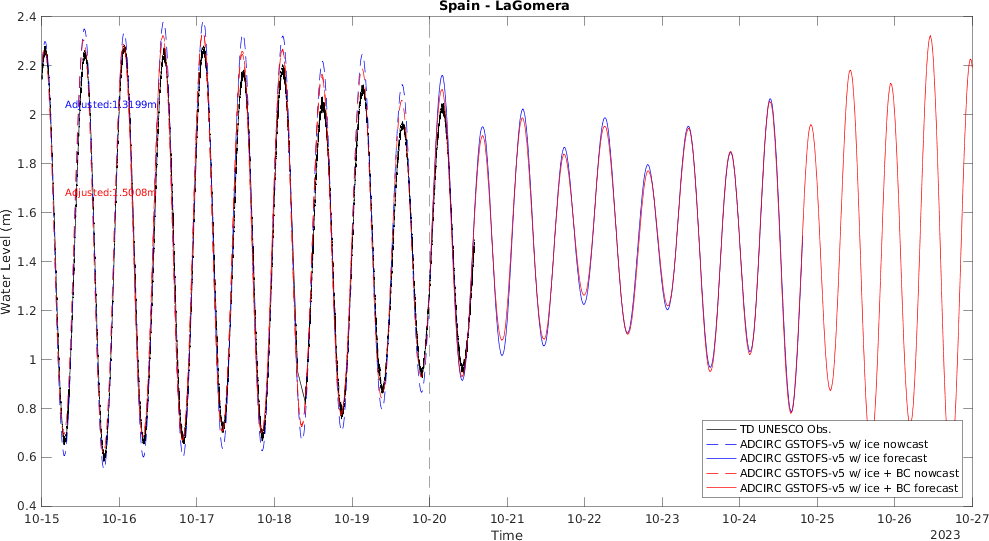 Spain - LaGomera
2.4
2.2
2
1.8
1.6
1.4
1.2
1
0.8
0.6
0.4
Water Level (m)
Adjusted:1.3199m
Adjusted:1.5008m
TD UNESCO Obs.
ADCIRC GSTOFS-v5 w/ ice nowcast
ADCIRC GSTOFS-v5 w/ ice forecast
ADCIRC GSTOFS-v5 w/ ice + BC nowcast
ADCIRC GSTOFS-v5 w/ ice + BC forecast
10-15 10-16 10-17 10-18 10-19 10-20 10-21 10-22 10-23 10-24 10-25 10-26 10-27
Time
2023